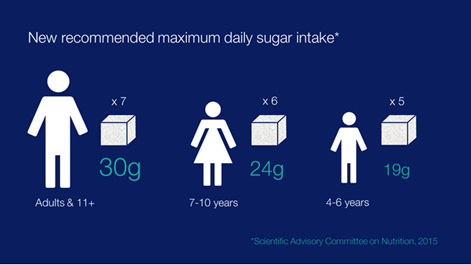 New recommended maximum daily sugar intake*
x 7
x 6
x 5
30g
24g
19g
Adults & 11+
7-10 years
4-6 years
*Scientific Advisory Committee on Nutrition, 2015